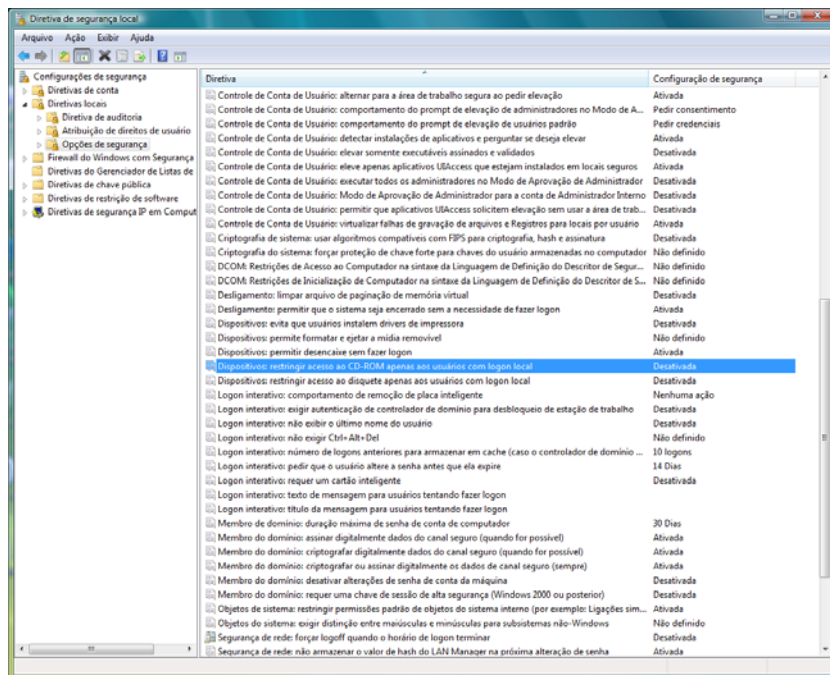 Diretiva de segurança local
Arquivo Ação Exibir Ajuda
Configurações de segurança
Diretivas de conta
Diretivas locais
Diretiva de auditoria
Atribuição de direitos de usuário
Opções de segurança
Firewall do Windows com Segurança
Diretivas do Gerenciador de Listas de
Diretivas de chave pública
Diretivas de restrição de software
Diretivas de segurança IP em Comput
Diretiva Configuração de segurança
Controle de Conta de Usuário: alternar para a área de trabalho segura ao pedir elevação Ativada
Controle de Conta de Usuário: comportamento do prompt de elevação de administradores no Modo de A... Pedir consentimento
Controle de Conta de Usuário: comportamento do prompt de elevação de usuários padrão Pedir credenciais
Controle de Conta de Usuário: detectar instalações de aplicativos e perguntar se deseja elevar Ativada
Controle de Conta de Usuário: elevar somente executáveis assinados e validados Desativada
Controle de Conta de Usuário: eleve apenas aplicativos UIAccess que estejam instalados em locais seguros Ativada
Controle de Conta de Usuário: executar todos os administradores no Modo de Aprovação de Administrador Desativada
Controle de Conta de Usuário: Modo de Aprovação de Administrador para a conta de Administrador Interno Desativada
Controle de Conta de Usuário: permitir que aplicativos UIAccess solicitem elevação sem usar a área de trab... Desativada
Controle de Conta de Usuário: virtualizar falhas de gravação de arquivos e Registros para locais por usuário Ativada
Criptografia de sistema: usar algoritmos compatíveis com FIPS para criptografia, hash e assinatura Desativada
Criptografia do sistema: forçar proteção de chave forte para chaves do usuário armazenadas no computador Não definido
DCOM: Restrições de Acesso ao Computador na sintaxe da Linguagem de Definição do Descritor de Segur... Não definido
DCOM: Restrições de Inicialização de Computador na sintaxe da Linguagem de Definição do Descritor de S... Não definido
Desligamento: limpar arquivo de paginação de memória virtual Desativada
Desligamento: permitir que o sistema seja encerrado sem a necessidade de fazer logon Ativada
Dispositivos: evita que usuários instalem drivers de impressora Desativada
Dispositivos: permite formatar e ejetar a mídia removível Não definido
Dispositivos: permitir desencaixe sem fazer logon Ativada
Dispositivos: restringir acesso ao CD-ROM apenas aos usuários com logon local Desativada
Dispositivos: restringir acesso ao disquete apenas aos usuários com logon local Desativada
Logon interativo: comportamento de remoção de placa inteligente Nenhuma ação
Logon interativo: exigir autenticação de controlador de domínio para desbloqueio de estação de trabalho Desativada
Logon interativo: não exibir o último nome do usuário Desativada
Logon interativo: não exigir Ctrl+Alt+Del Não definido
Logon interativo: número de logons anteriores para armazenar em cache (caso o controlador de domínio ... 10 logons
Logon interativo: pedir que o usuário altere a senha antes que ela expire 14 Dias
Logon interativo: requer um cartão inteligente Desativada
Logon interativo: texto de mensagem para usuários tentando fazer logon
Logon interativo: título da mensagem para usuários tentando fazer logon
Membro de domínio: duração máxima de senha de conta de computador 30 Dias
Membro do domínio: assinar digitalmente dados do canal seguro (quando for possível) Ativada
Membro do domínio: criptografar digitalmente dados do canal seguro (quando for possível) Ativada
Membro do domínio: criptografar ou assinar digitalmente os dados de canal seguro (sempre) Ativada
Membro do domínio: desativar alterações de senha de conta da máquina Desativada
Membro do domínio: requer uma chave de sessão de alta segurança (Windows 2000 ou posterior) Desativada
Objetos de sistema: restringir permissões padrão de objetos do sistema interno (por exemplo: Ligações sim... Ativada
Objetos do sistema: exigir distinção entre maiúsculas e minúsculas para subsistemas não-Windows Não definido
Segurança de rede: forçar logoff quando o horário de logon terminar Desativada
Segurança de rede: não armazenar o valor de hash do LAN Manager na próxima alteração de senha Ativada